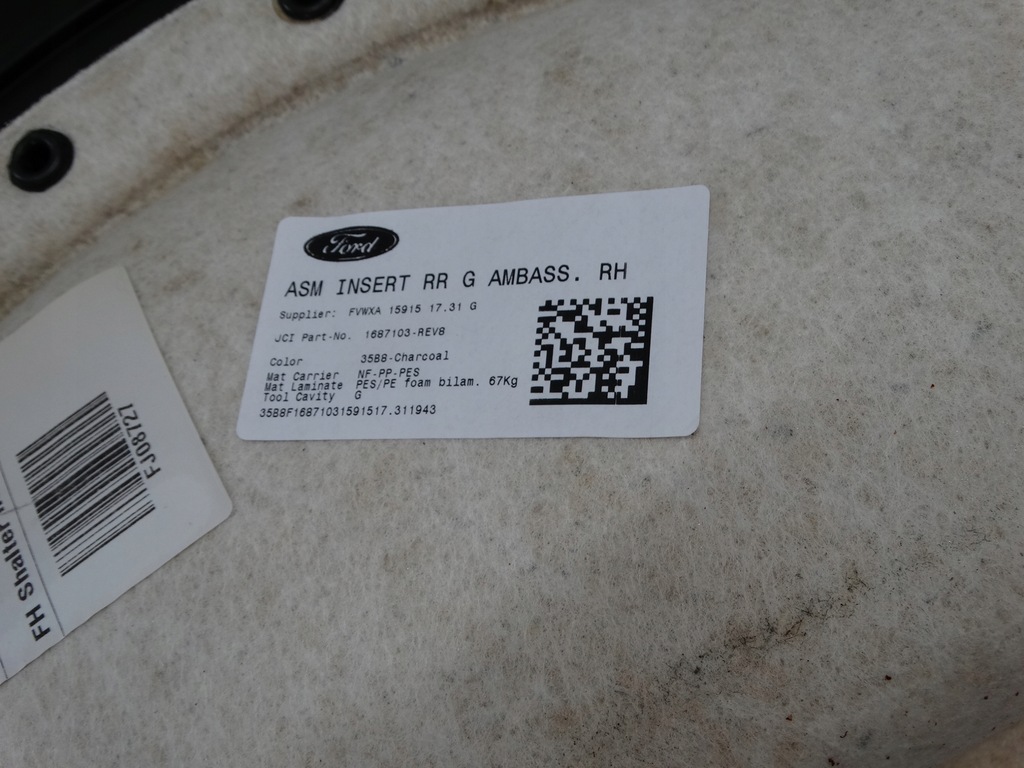 Ford
ASM INSERT RR G AMBASS. RH
Supplier: FVWXA 15915 17.31 G
JCI Part-No. 1687103-REV8
Color 35B8-Charcoal
Mat Carrier NF-PP-PES
Mat Laminate PES/PE foam bilam. 67Kg
Tool Cavity G
35B8F16871031591517.311943
FJ08727
FH